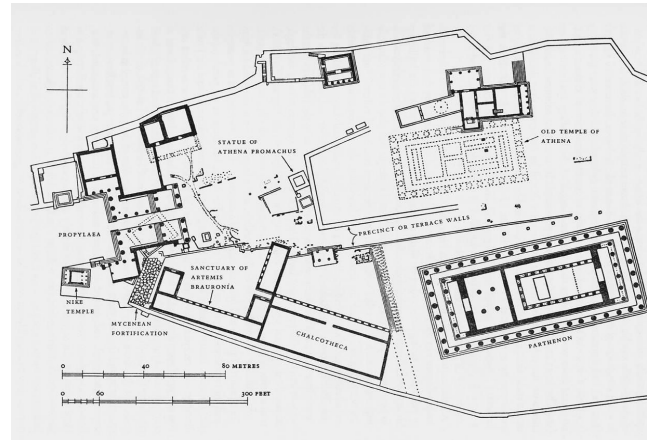 N
STATUE OF
ATHENA PROMACHUS
OLD TEMPLE OF
ATHENA
PROPYLAEA
PRECINCT OR TERRACE WALLS
SANCTUARY OF
ARTEMIS
BRAURONIA
NIKE
TEMPLE
MYCENEAN
FORTIFICATION
CHALCOTHECA
PARTHENON
0 40 80 METRES
0 60 300 FEET